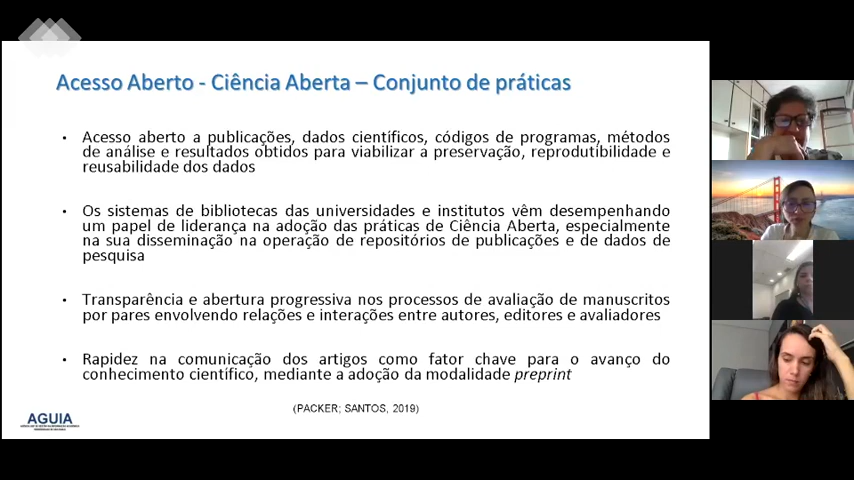 Acesso Aberto - Ciência Aberta – Conjunto de práticas
• Acesso aberto a publicações, dados científicos, códigos de programas, métodos
de análise e resultados obtidos para viabilizar a preservação, reprodutibilidade e
reusabilidade dos dados
• Os sistemas de bibliotecas das universidades e institutos vêm desempenhando
um papel de liderança na adoção das práticas de Ciência Aberta, especialmente
na sua disseminação na operação de repositórios de publicações e de dados de
pesquisa
• Transparência e abertura progressiva nos processos de avaliação de manuscritos
por pares envolvendo relações e interações entre autores, editores e avaliadores
• Rapidez na comunicação dos artigos como fator chave para o avanço do
conhecimento científico, mediante a adoção da modalidade preprint
(PACKER; SANTOS, 2019)
AGUIA